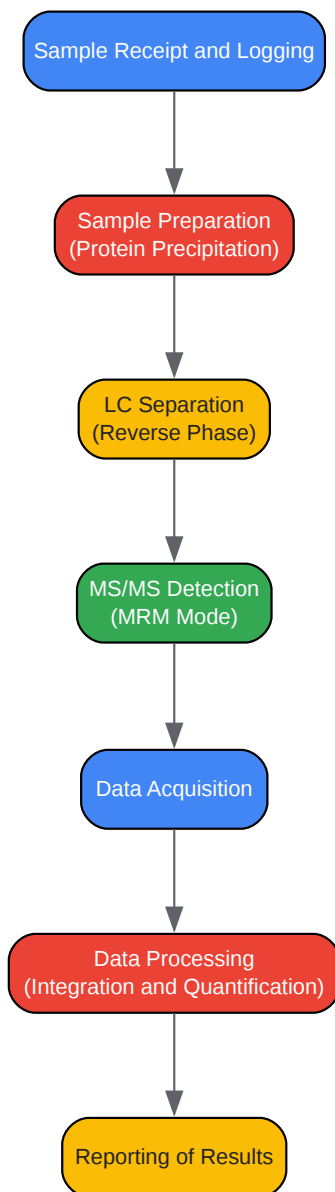 Sample Receipt and Logging
Sample Preparation
(Protein Precipitation)
LC Separation
(Reverse Phase)
MS/MS Detection
(MRM Mode)
Data Acquisition
Data Processing
(Integration and Quantification)
Reporting of Results